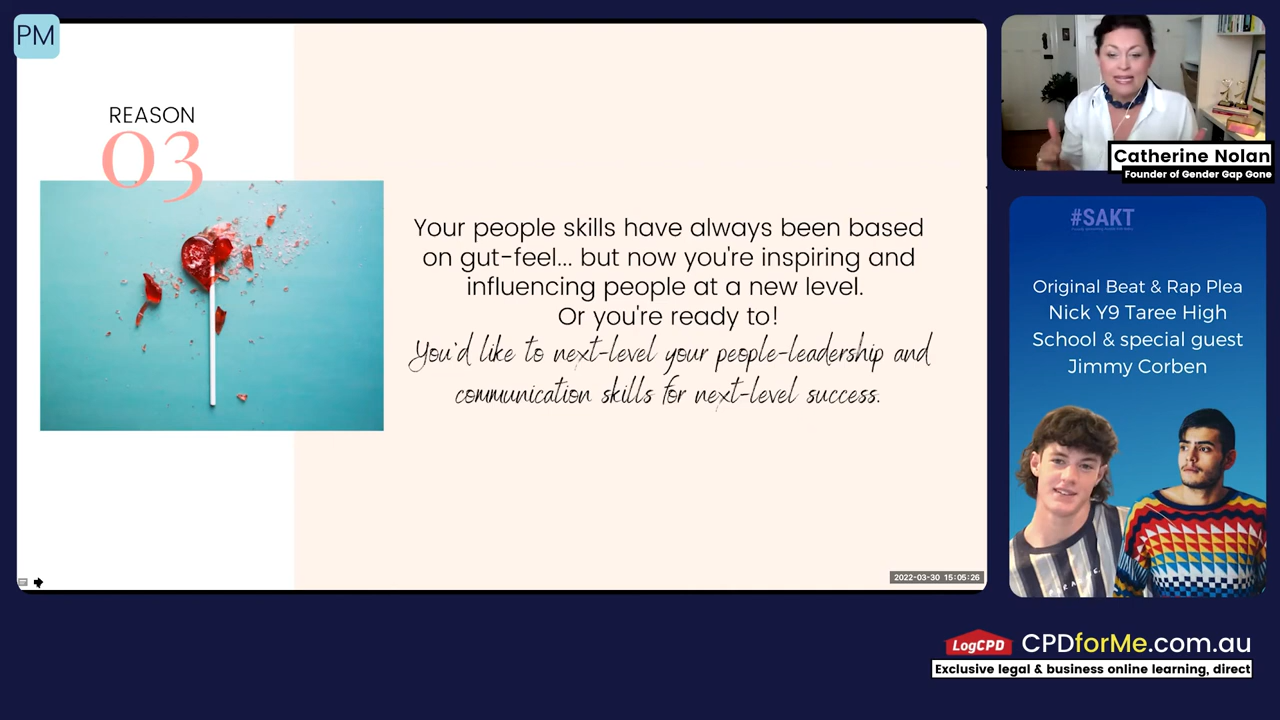 PM
REASON
03
Your people skills have always been based
on gut-feel... but now you're inspiring and
influencing people at a new level.
Or you're ready to!
You'd like to next-level your people-leadership and
communication skills for next-level success.
2022-03-30 15:05:26
Catherine Nolan
Founder of Gender Gap Gone
#SAKT
Original Beat & Rap Plea
Nick Y9 Taree High
School & special guest
Jimmy Corben
LogCPD
CPDforMe.com.au
Exclusive legal & business online learning, direct